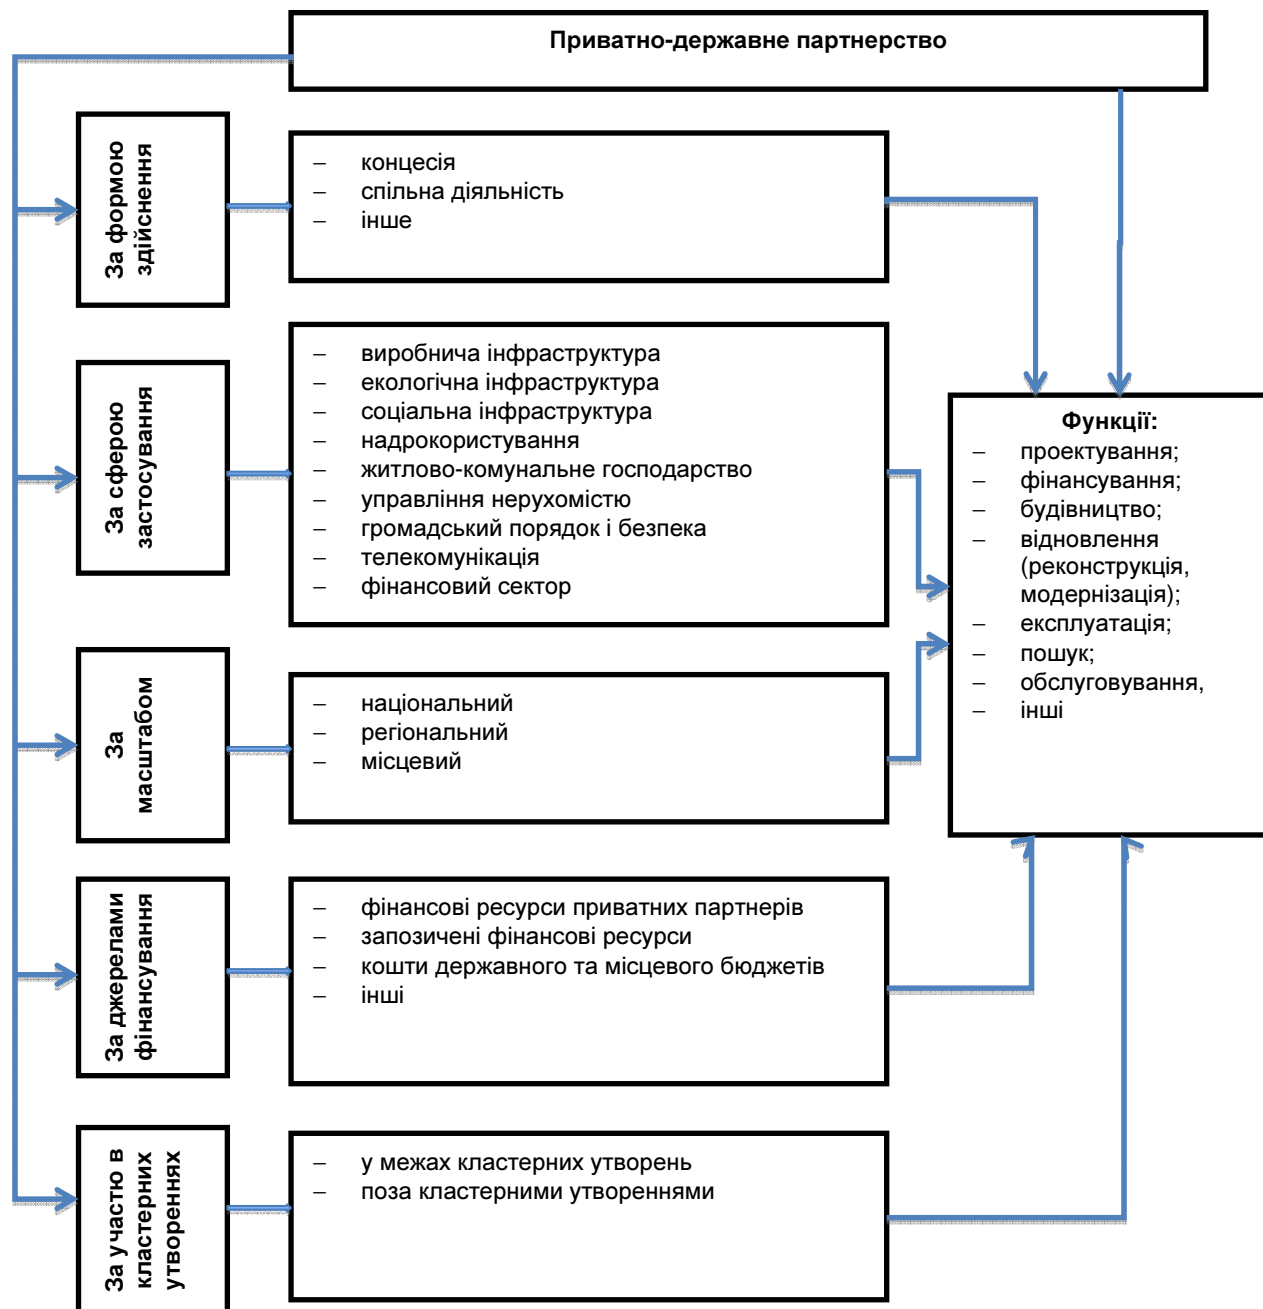 Приватно-державне партнерство
За формою
здійснення
– концесія
– спільна діяльність
– інше
За сферою
застосування
– виробнича інфраструктура
– екологічна інфраструктура
– соціальна інфраструктура
– надрокористування
– житлово-комунальне господарство
– управління нерухомістю
– громадський порядок і безпека
– телекомунікація
– фінансовий сектор
За
масштабом
– національний
– регіональний
– місцевий
За джерелами
фінансування
– фінансові ресурси приватних партнерів
– запозичені фінансові ресурси
– кошти державного та місцевого бюджетів
– інші
За участю в
кластерних
утвореннях
– у межах кластерних утворень
– поза кластерними утвореннями
Функції:
– проектування;
– фінансування;
– будівництво;
– відновлення
(реконструкція,
модернізація);
– експлуатація;
– пошук;
– обслуговування,
– інші